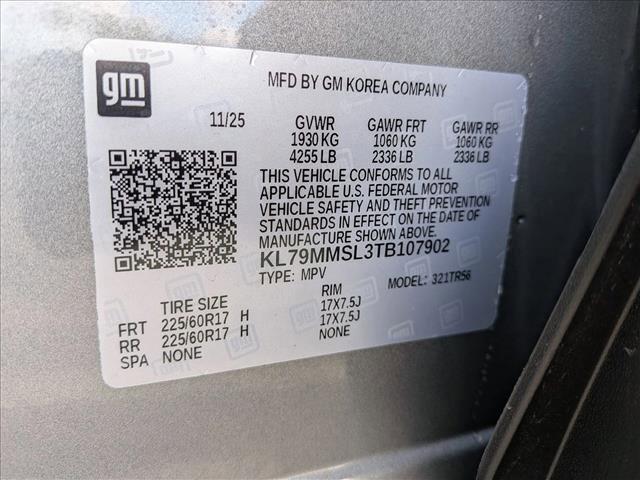 gm
MFD BY GM KOREA COMPANY
11/25 GVWR GAWR FRT GAWR RR
1930 KG 1060 KG 1060 KG
4255 LB 2336 LB 2336 LB
THIS VEHICLE CONFORMS TO ALL
APPLICABLE U.S. FEDERAL MOTOR
VEHICLE SAFETY AND THEFT PREVENTION
STANDARDS IN EFFECT ON THE DATE OF
MANUFACTURE SHOWN ABOVE.
KL79MMSL3TB107902
TYPE: MPV MODEL: 321TR56
TIRE SIZE RIM
FRT 225/60R17 H 17X7.5J
RR 225/60R17 H 17X7.5J
SPA NONE NONE